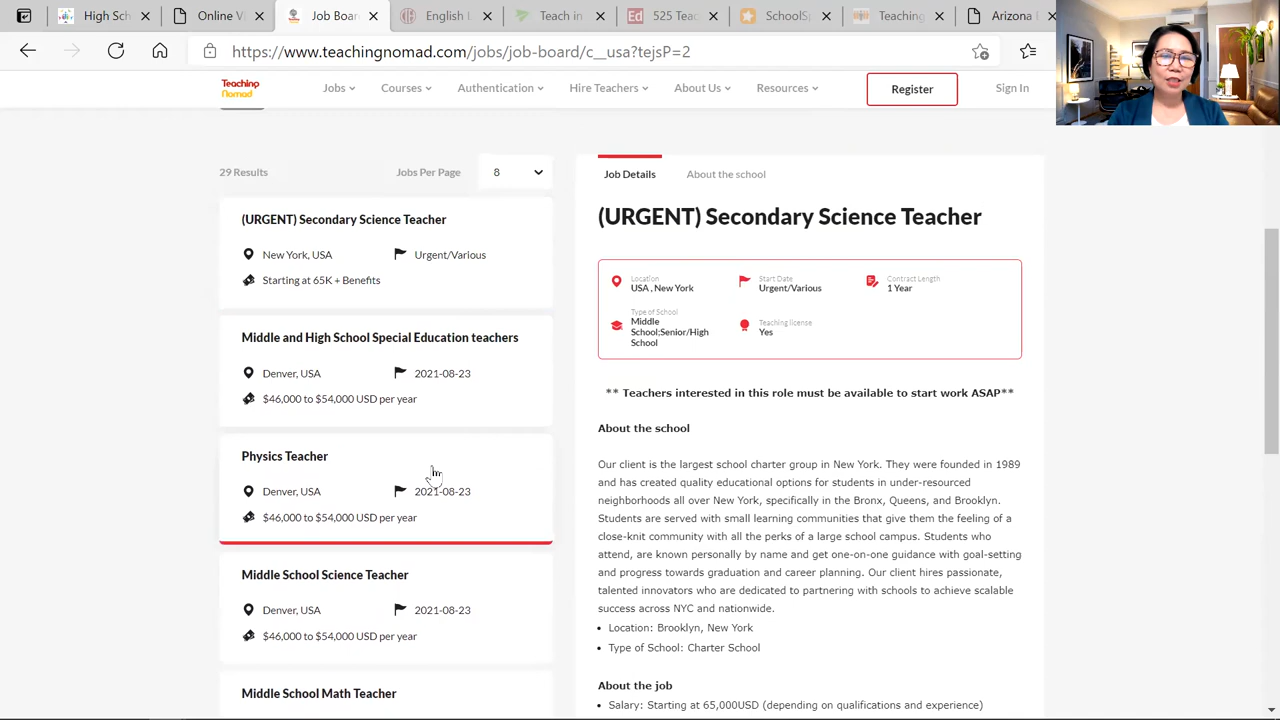 High Sc
Online V
Job Boar
English
Teach in
525 Teac
SchoolSp
Teaching
Arizona I
https://www.teachingnomad.com/jobs/job-board/c__usa?tejsP=2
Teaching
Nomad
Jobs
Courses
Authentication
Hire Teachers
About Us
Resources
Register
Sign In
29 Results
Jobs Per Page
8
(URGENT) Secondary Science Teacher
New York, USA
Urgent/Various
Starting at 65K + Benefits
Middle and High School Special Education teachers
Denver, USA
2021-08-23
$46,000 to $54,000 USD per year
Physics Teacher
Denver, USA
2021-08-23
$46,000 to $54,000 USD per year
Middle School Science Teacher
Denver, USA
2021-08-23
$46,000 to $54,000 USD per year
Middle School Math Teacher
Job Details
About the school
(URGENT) Secondary Science Teacher
Location
USA , New York
Start Date
Urgent/Various
Contract Length
1 Year
Type of School
Middle
School;Senior/High
School
Teaching license
Yes
** Teachers interested in this role must be available to start work ASAP**
About the school
Our client is the largest school charter group in New York. They were founded in 1989
and has created quality educational options for students in under-resourced
neighborhoods all over New York, specifically in the Bronx, Queens, and Brooklyn.
Students are served with small learning communities that give them the feeling of a
close-knit community with all the perks of a large school campus. Students who
attend, are known personally by name and get one-on-one guidance with goal-setting
and progress towards graduation and career planning. Our client hires passionate,
talented innovators who are dedicated to partnering with schools to achieve scalable
success across NYC and nationwide.
• Location: Brooklyn, New York
• Type of School: Charter School
About the job
• Salary: Starting at 65,000USD (depending on qualifications and experience)